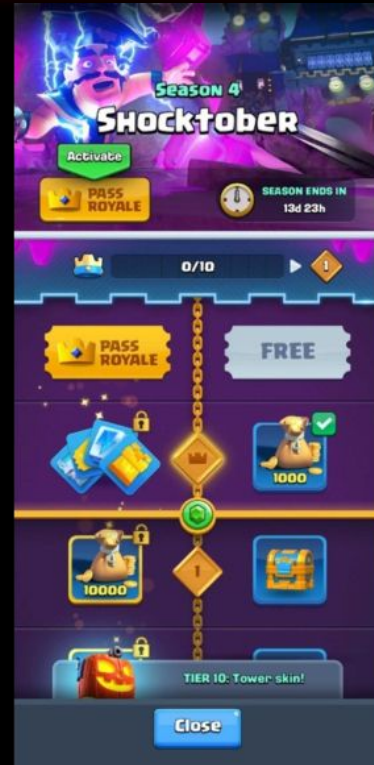 Season 4
Shocktober
Activate
PASS
ROYALE
SEASON ENDS IN
13d 23h
0/10
1
PASS
ROYALE
FREE
1000
10000
1
TIER 10: Tower skin!
Close